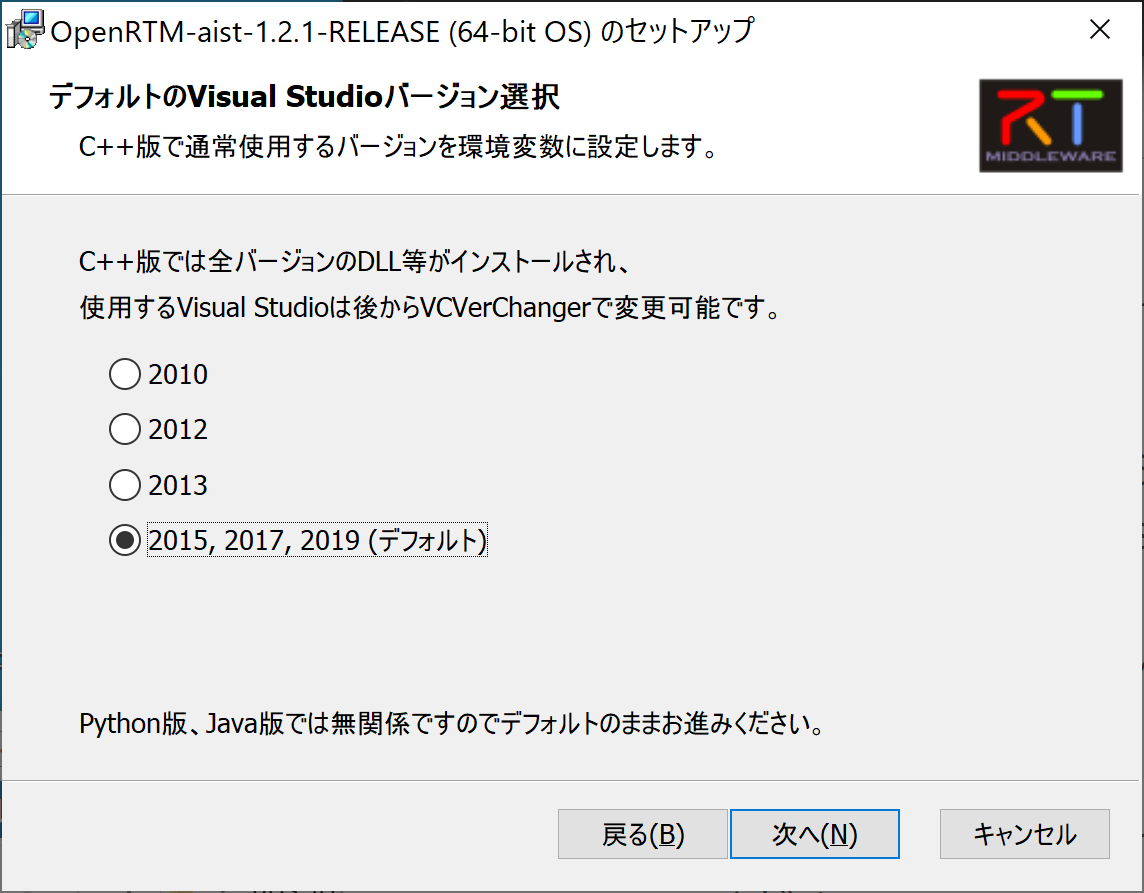 OpenRTM-aist-1.2.1-RELEASE (64-bit OS) のセットアップ
デフォルトのVisual Studioバージョン選択
C++版で通常使用するバージョンを環境変数に設定します。
RT
MIDDLEWARE
C++版では全バージョンのDLL等がインストールされ、
使用するVisual Studioは後からVCVerChangerで変更可能です。
2010
2012
2013
2015, 2017, 2019 (デフォルト)
Python版、Java版では無関係ですのでデフォルトのままお進みください。
戻る(B)
次へ(N)
キャンセル